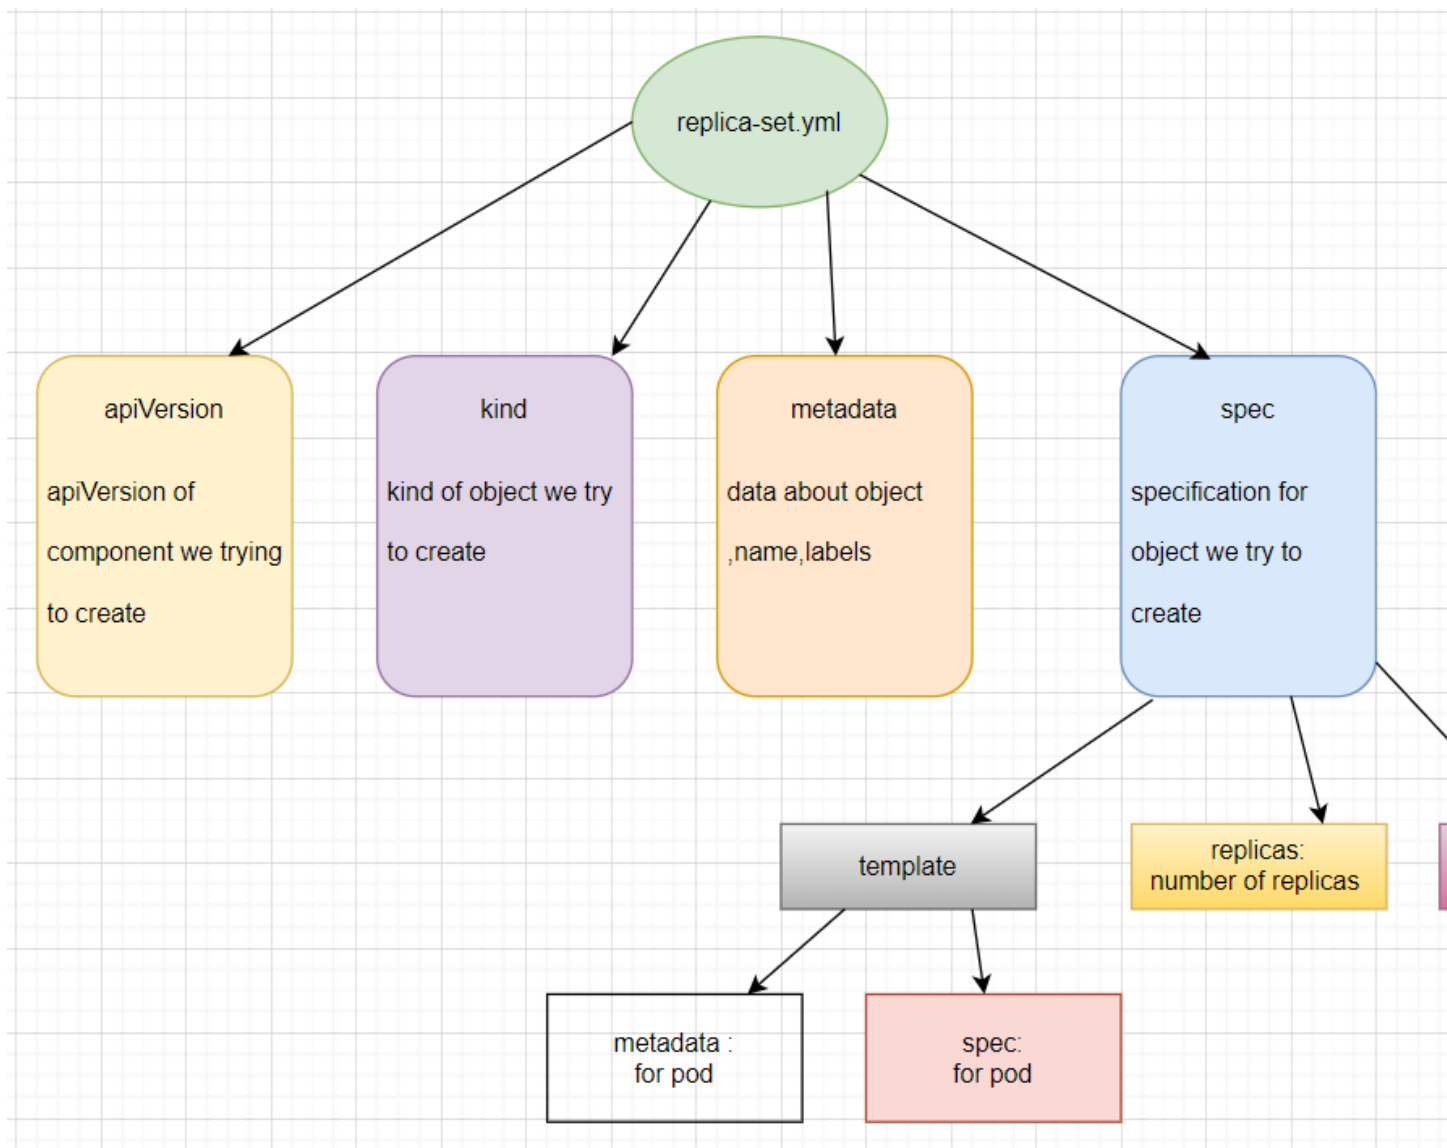 replica-set.yml
apiVersion
apiVersion of
component we trying
to create
kind
kind of object we try
to create
metadata
data about object
,name,labels
spec
specification for
object we try to
create
template
replicas:
number of replicas
metadata :
for pod
spec:
for pod